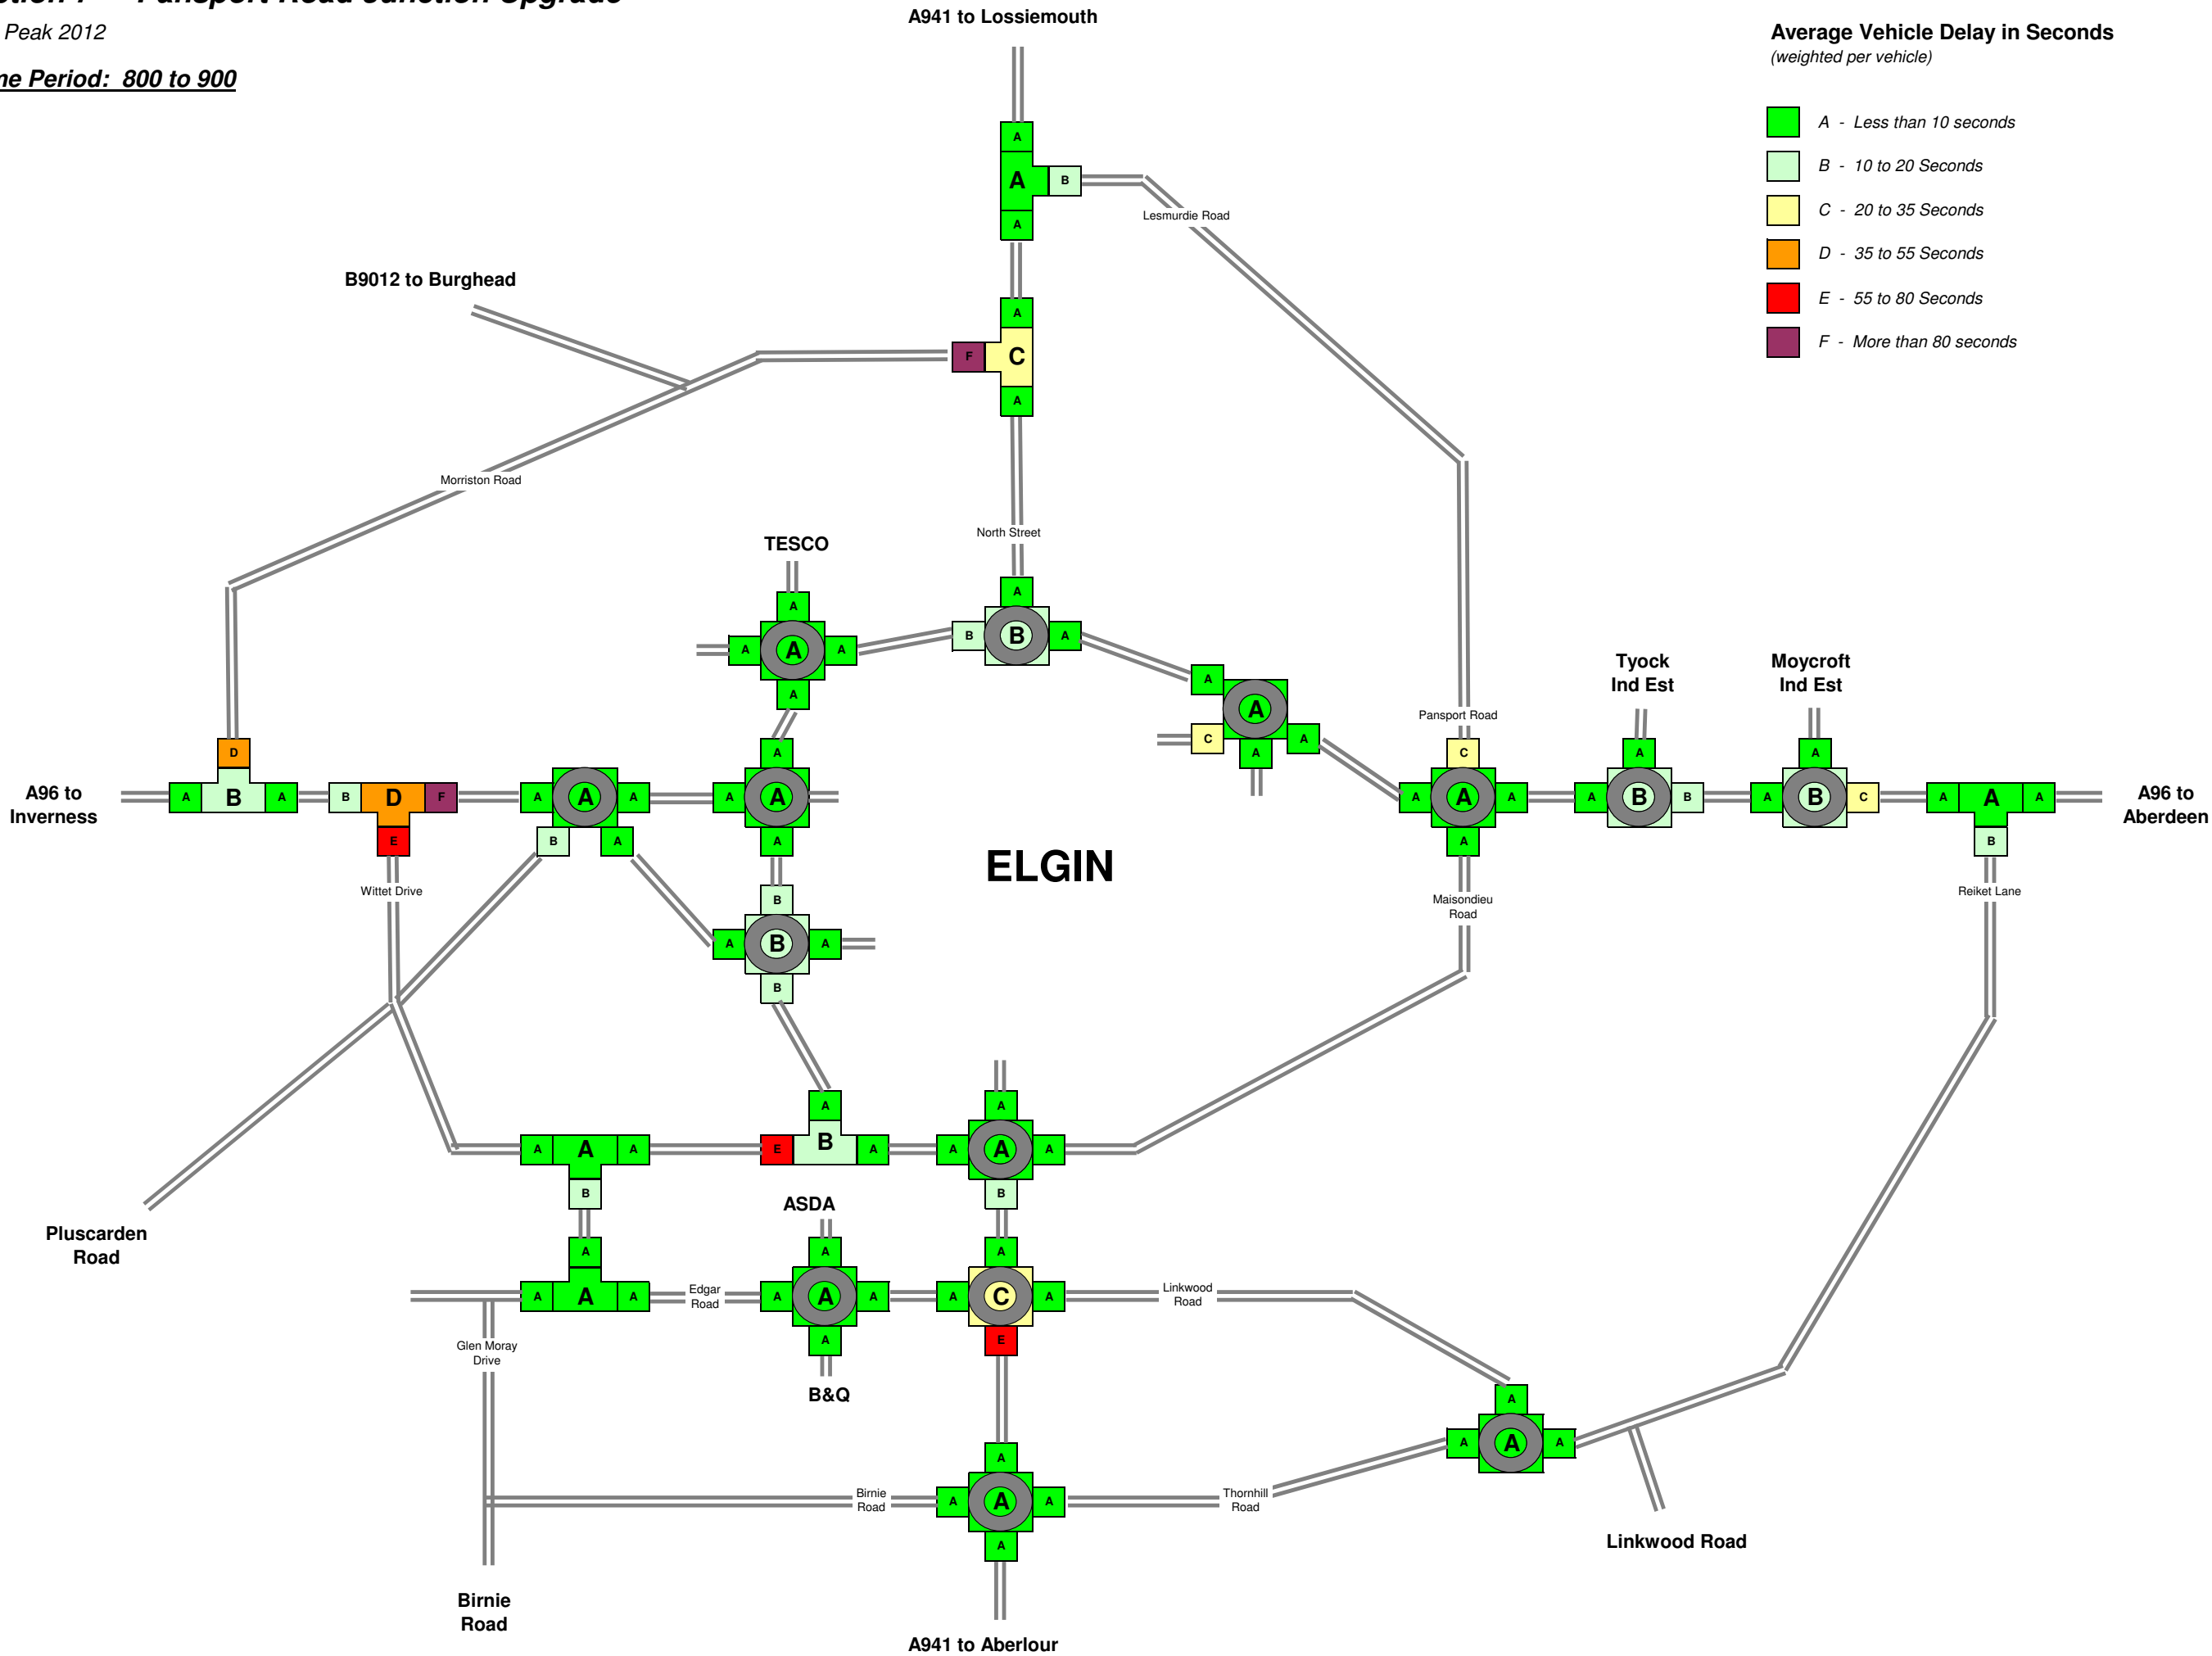 Pansport Road Junction Upgrade
A941 to Lossiemouth
Peak 2012
Average Vehicle Delay in Seconds
(weighted per vehicle)
800 to 900
A - Less than 10 seconds
B - 10 to 20 Seconds
C - 20 to 35 Seconds
D - 35 to 55 Seconds
E - 55 to 80 Seconds
F - More than 80 seconds
A
A B
A
Lesmurdie Road
B9012 to Burghead
A
F C
A
Morriston Road
North Street
TESCO
A
A A A
A
A
B B A
A
A
C A
A
Tyock
Ind Est
Moycroft
Ind Est
Pansport Road
D
A B A
B D F
E
A A A
B A
A
A A
A
C
A A A
A
A
A B B
A
A B C
A A A
B
A96 to
Inverness
A96 to
Aberdeen
ELGIN
Wittet Drive
Maisondieu
Road
Reiket Lane
B
A B A
B
A
E B A
A
A A A
B
A A A
B
Pluscarden
Road
ASDA
A
A A A
Edgar
Road
A
A A A
A
A
A C A
E
Linkwood
Road
Glen Moray
Drive
B&Q
A
A A A
A
A A A
A
Birnie
Road
Thornhill
Road
Linkwood Road
Birnie
Road
A941 to Aberlour